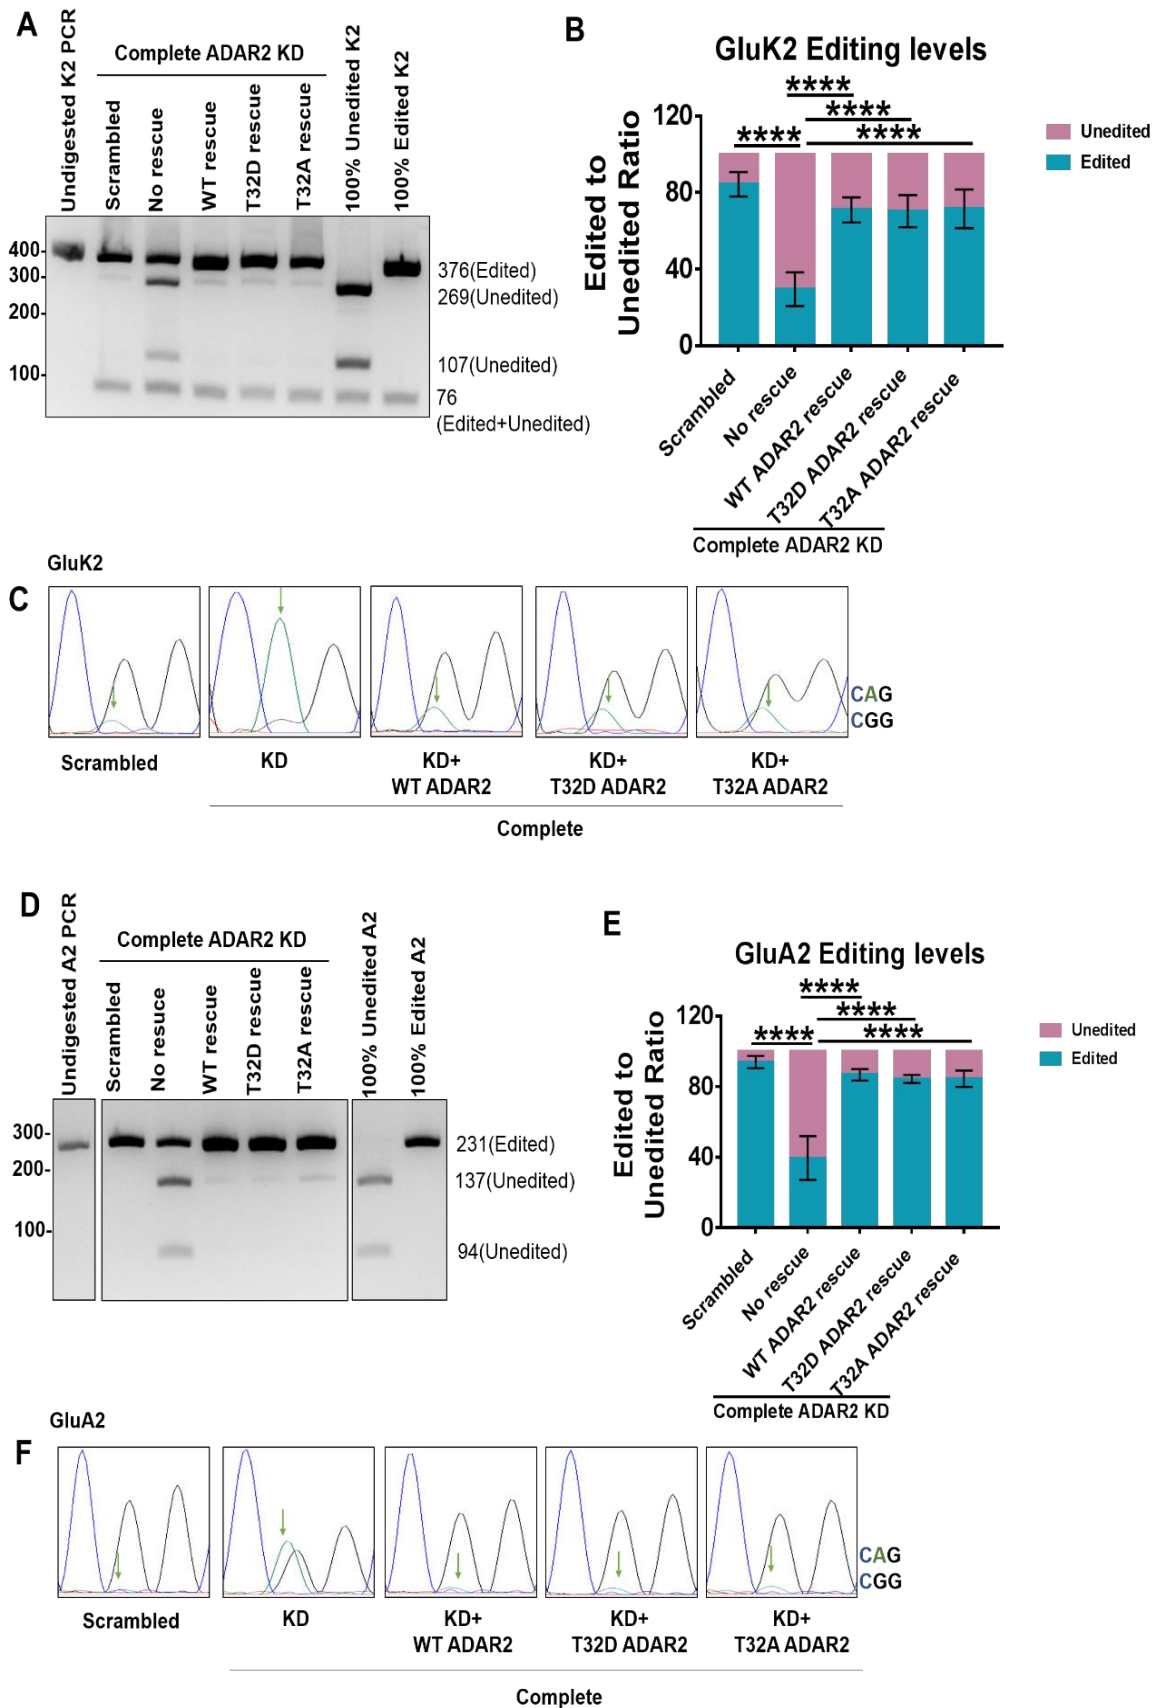 A
Undigested K2 PCR
Complete ADAR2 KD
Scrambled
No rescue
WT rescue
T32D rescue
T32A rescue
100% Unedited K2
100% Edited K2
400-
300-
200-
100-
376(Edited)
269(Unedited)
107(Unedited)
76
(Edited+Unedited)
B
GluK2 Editing levels
****
****
**** ****
Edited to
Unedited Ratio
120
80
40
0
Unedited
Edited
Scrambled
No rescue
WT ADAR2 rescue
T32D ADAR2 rescue
T32A ADAR2 rescue
Complete ADAR2 KD
GluK2
C
CAG
CGG
Scrambled
KD
KD+
WT ADAR2
KD+
T32D ADAR2
KD+
T32A ADAR2
Complete
D
Undigested A2 PCR
Complete ADAR2 KD
Scrambled
No resuce
WT rescue
T32D rescue
T32A rescue
100% Unedited A2
100% Edited A2
300-
200-
100-
231(Edited)
137(Unedited)
94(Unedited)
E
GluA2 Editing levels
****
****
**** ****
Edited to
Unedited Ratio
120
80
40
0
Unedited
Edited
Scrambled
No rescue
WT ADAR2 rescue
T32D ADAR2 rescue
T32A ADAR2 rescue
Complete ADAR2 KD
GluA2
F
CAG
CGG
Scrambled
KD
KD+
WT ADAR2
KD+
T32D ADAR2
KD+
T32A ADAR2
Complete